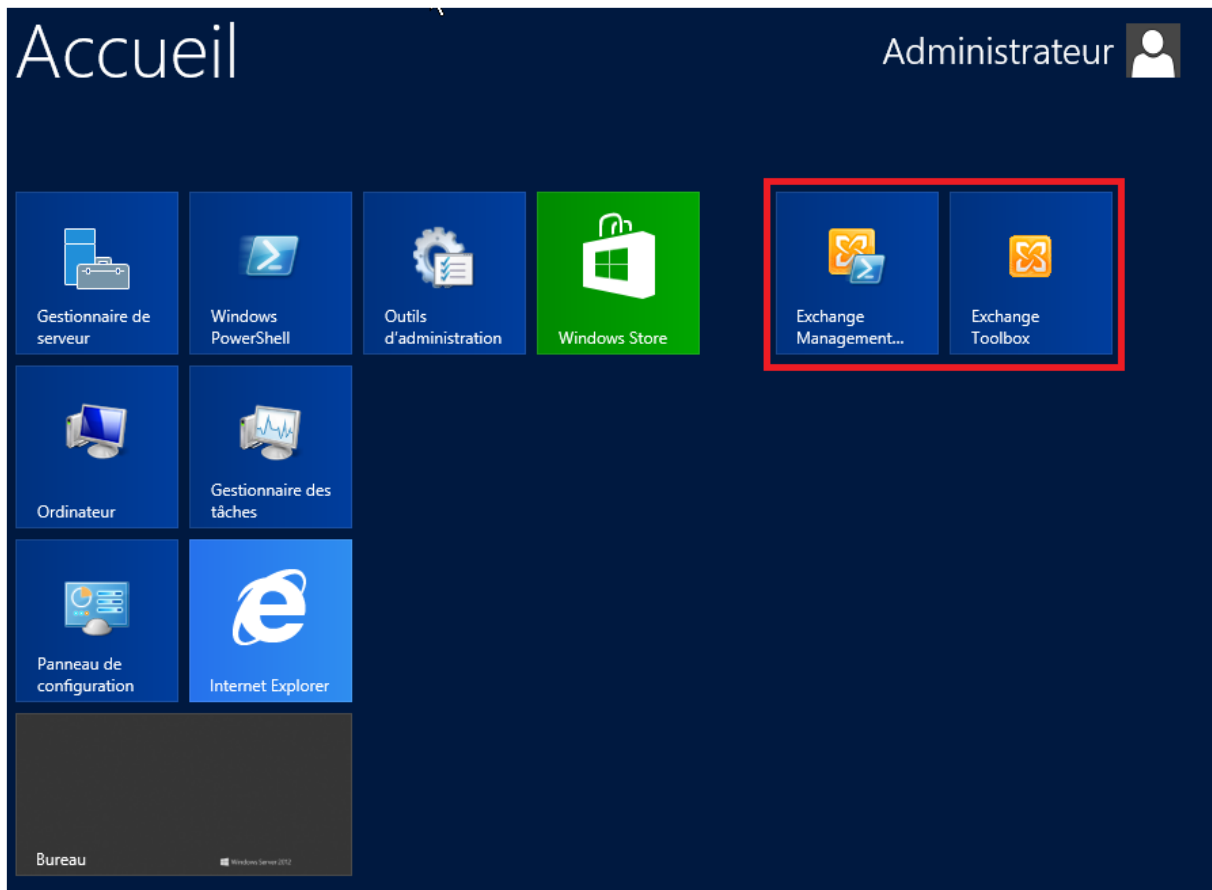 Accueil
Administrateur
Gestionnaire de
serveur
Windows
PowerShell
Outils
d'administration
Windows Store
Exchange
Management...
Exchange
Toolbox
Ordinateur
Gestionnaire des
tâches
Panneau de
configuration
Internet Explorer
Bureau
Windows Server 2012